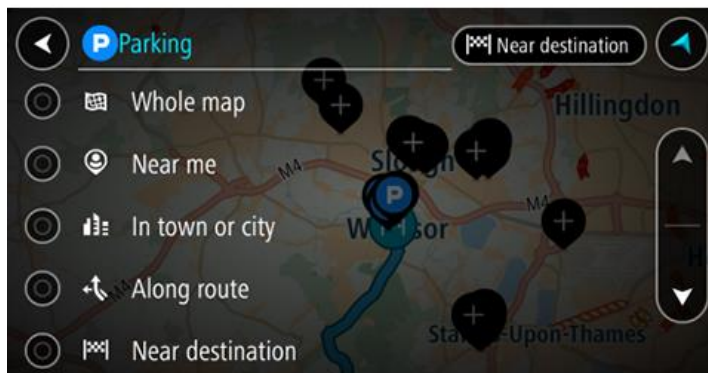 P Parking
Near destination
Whole map
Hillingdon
Near me
M4
Slough
P
In town or city
Windsor
M4
Along route
Upon-Thames
Near destination